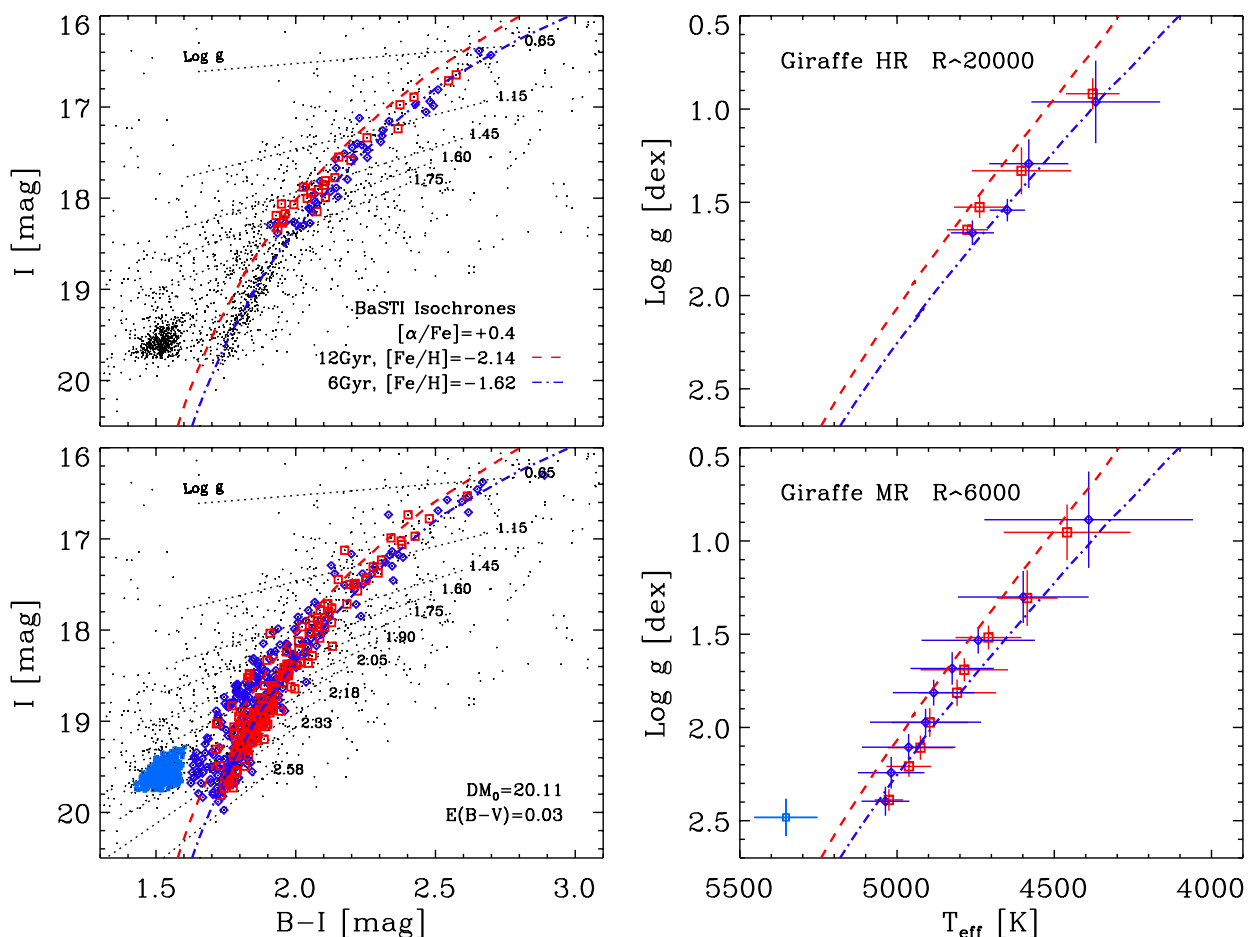 16
17
18
19
20
I [mag]
Log g
0.65
1.15
1.45
1.60
1.75
BaSTI Isochrones
[α/Fe]=+0.4
12Gyr, [Fe/H]=−2.14
6Gyr, [Fe/H]=−1.62
0.5
1.0
1.5
2.0
2.5
Log g [dex]
Giraffe HR R~20000
16
17
18
19
20
I [mag]
Log g
0.65
1.15
1.45
1.60
1.75
1.90
2.05
2.18
2.33
2.58
DM₀=20.11
E(B−V)=0.03
1.5 2.0 2.5 3.0
B−I [mag]
0.5
1.0
1.5
2.0
2.5
Log g [dex]
Giraffe MR R~6000
5500 5000 4500 4000
T_eff [K]